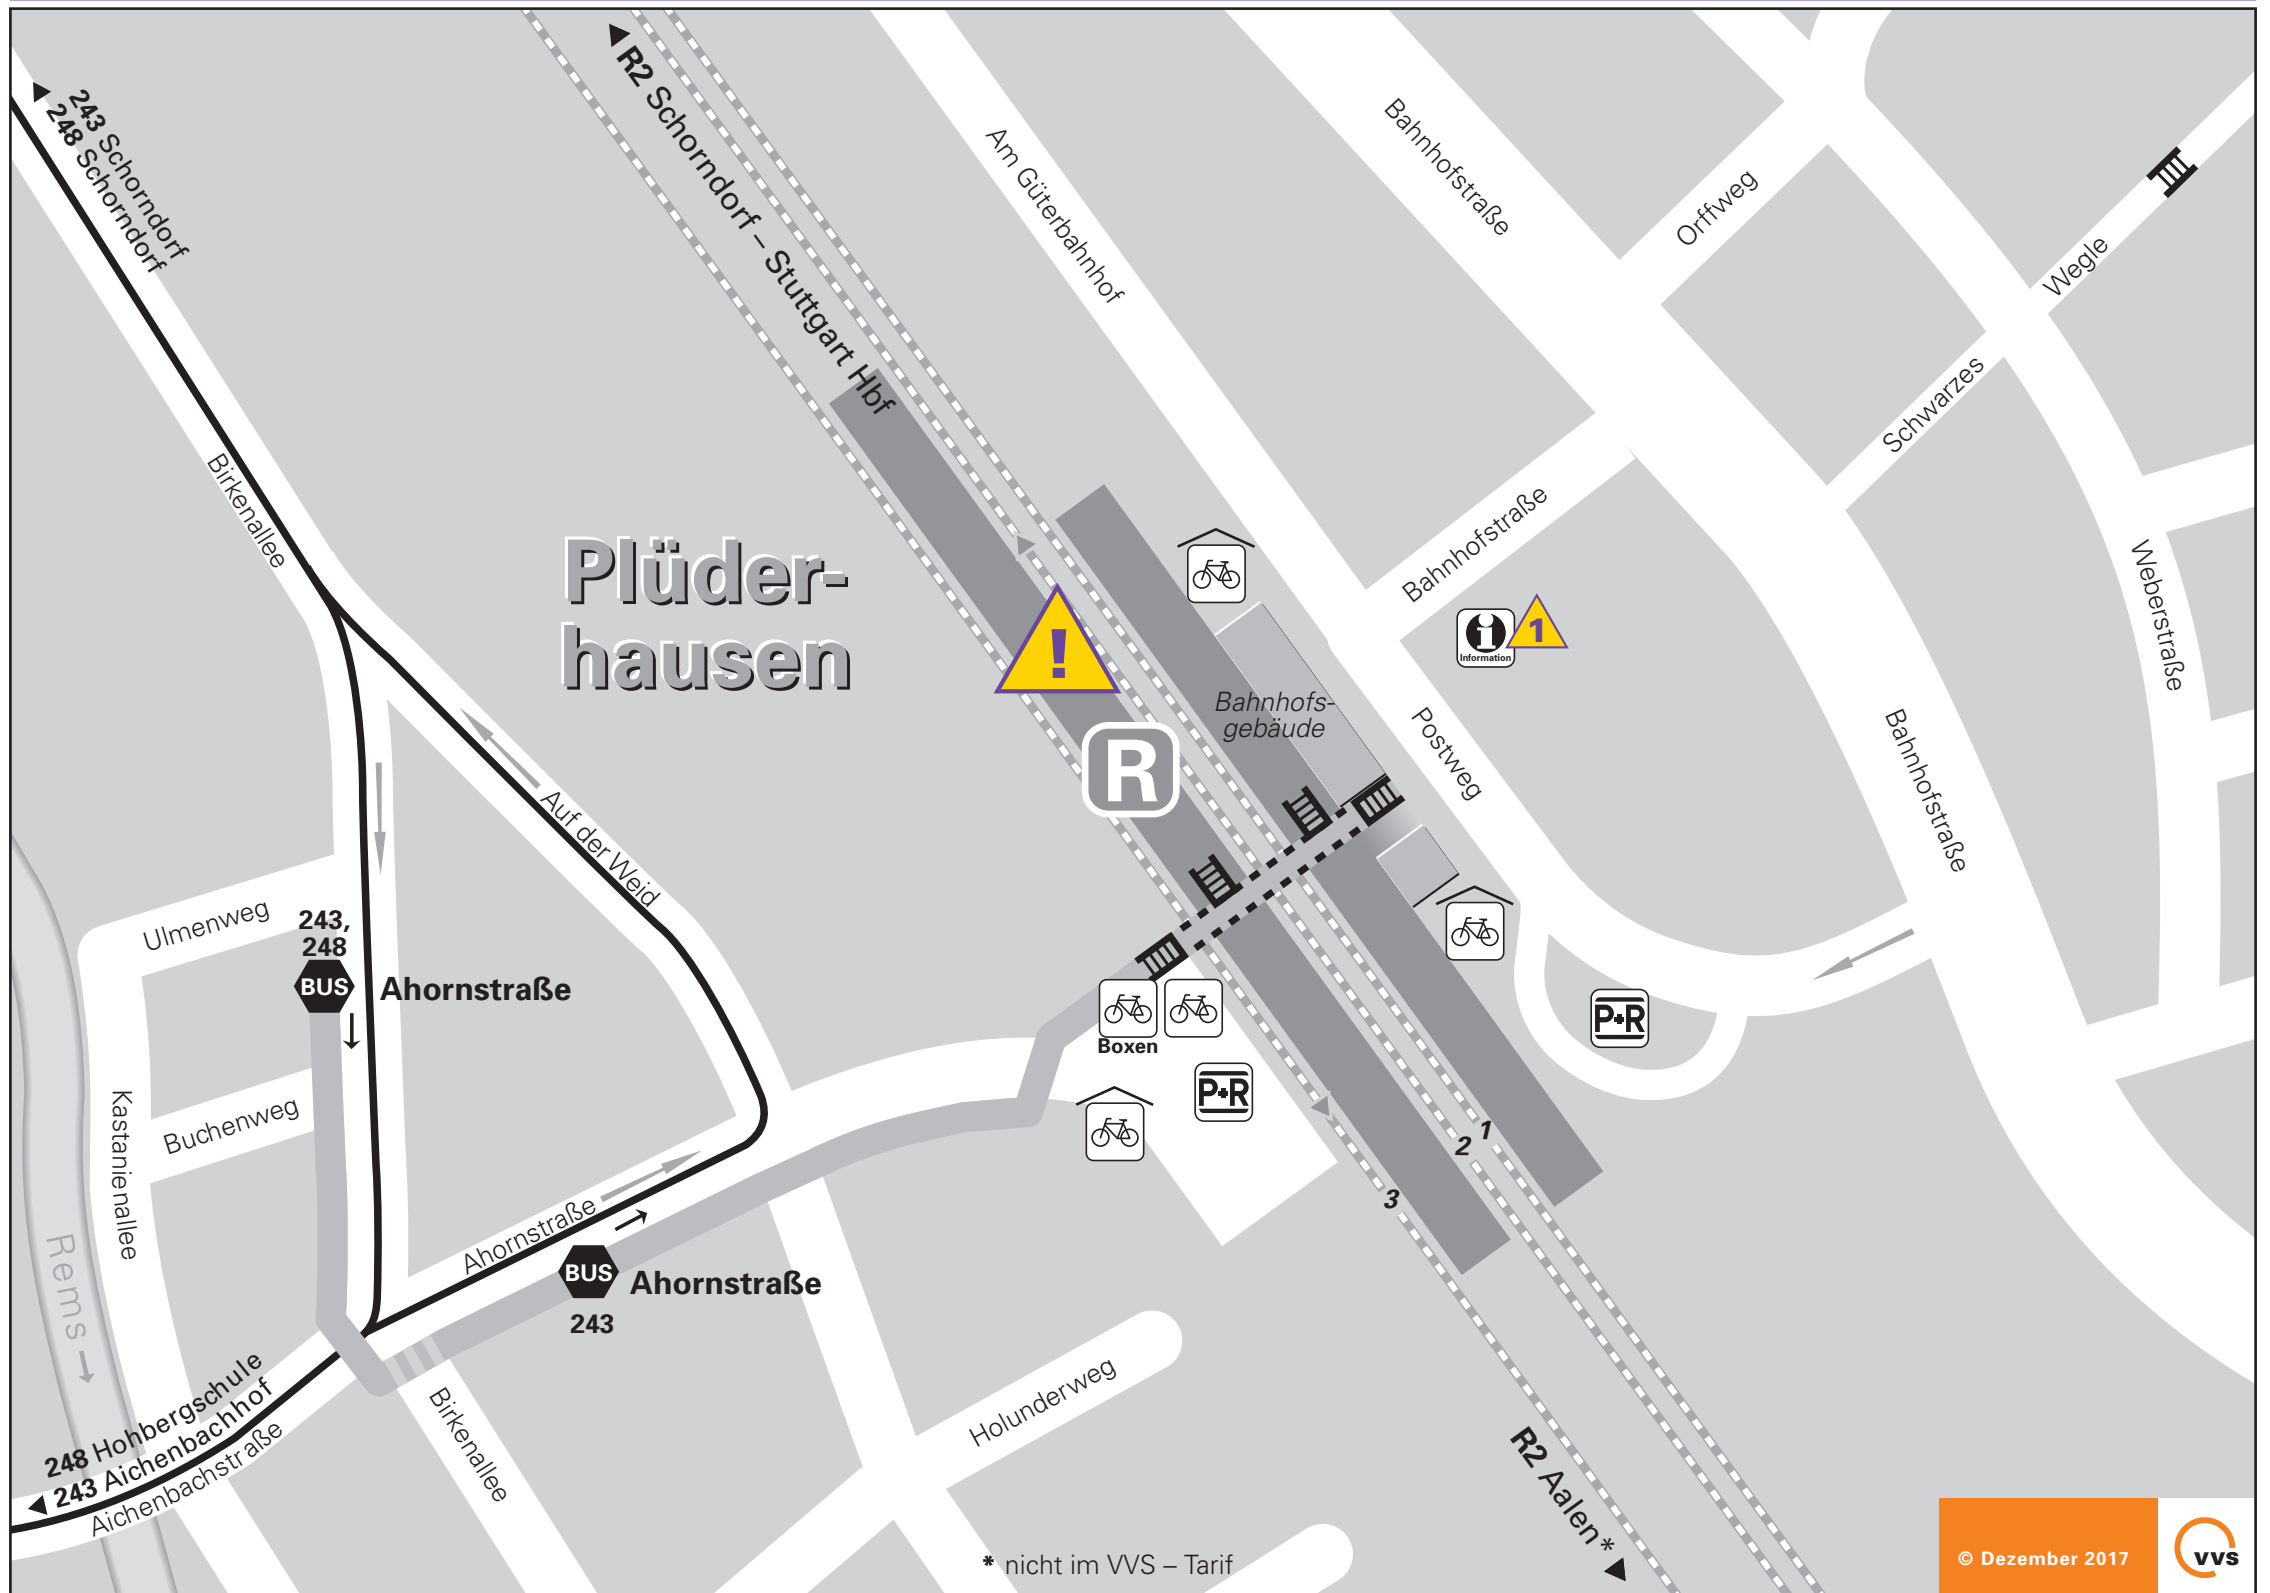 R2 Schorndorf – Stuttgart Hbf
243 Schorndorf
248 Schorndorf
Am Güterbahnhof
Bahnhofstraße
Orffweg
Wegle
Schwarzes
Birkenallee
Plüder-
hausen
!
Bahnhofstraße
Information
1
Weberstraße
Bahnhofs-
gebäude
R
Postweg
Bahnhofstraße
Auf der Weid
Ulmenweg
243,
248
BUS
Ahornstraße
Boxen
P+R
P+R
Kastanienallee
Buchenweg
1
2
3
Rems
Ahornstraße
BUS
Ahornstraße
243
248 Hohbergschule
243 Aichenbachhof
Aichenbachstraße
Birkenallee
Holunderweg
R2 Aalen*
* nicht im VVS – Tarif
© Dezember 2017
vvs